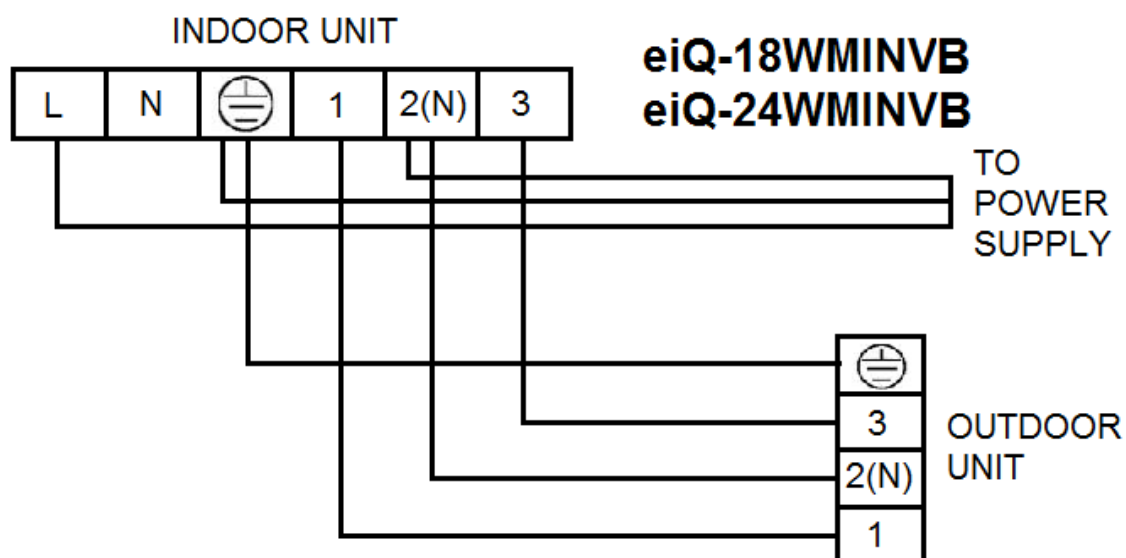 INDOOR UNIT
eiQ-18WMINVB
eiQ-24WMINVB
L N 1 2(N) 3
TO
POWER
SUPPLY
3
2(N)
1
OUTDOOR
UNIT